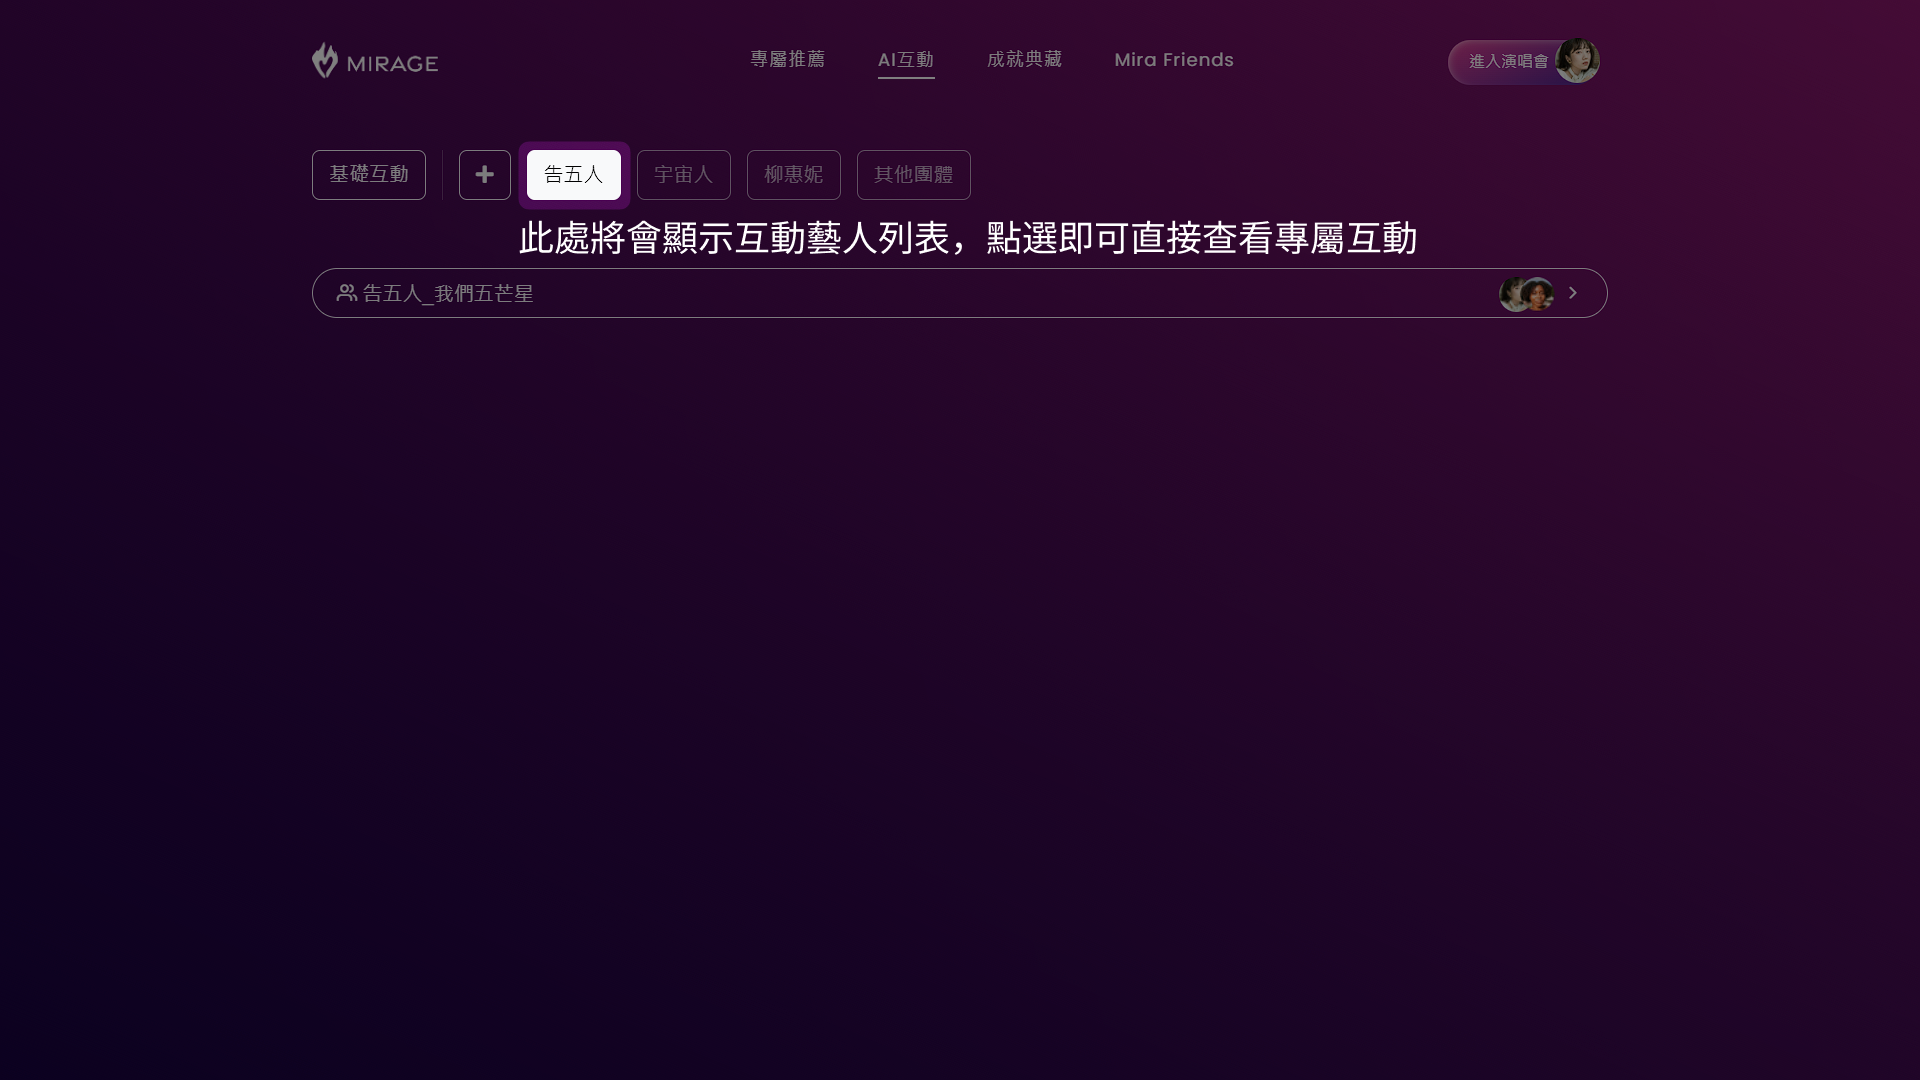 MIRAGE
專屬推薦
AI互動
成就典藏
Mira Friends
進入演唱會
基礎互動
+
告五人
宇宙人
柳惠妮
其他團體
此處將會顯示互動藝人列表，點選即可直接查看專屬互動
告五人_我們五芒星